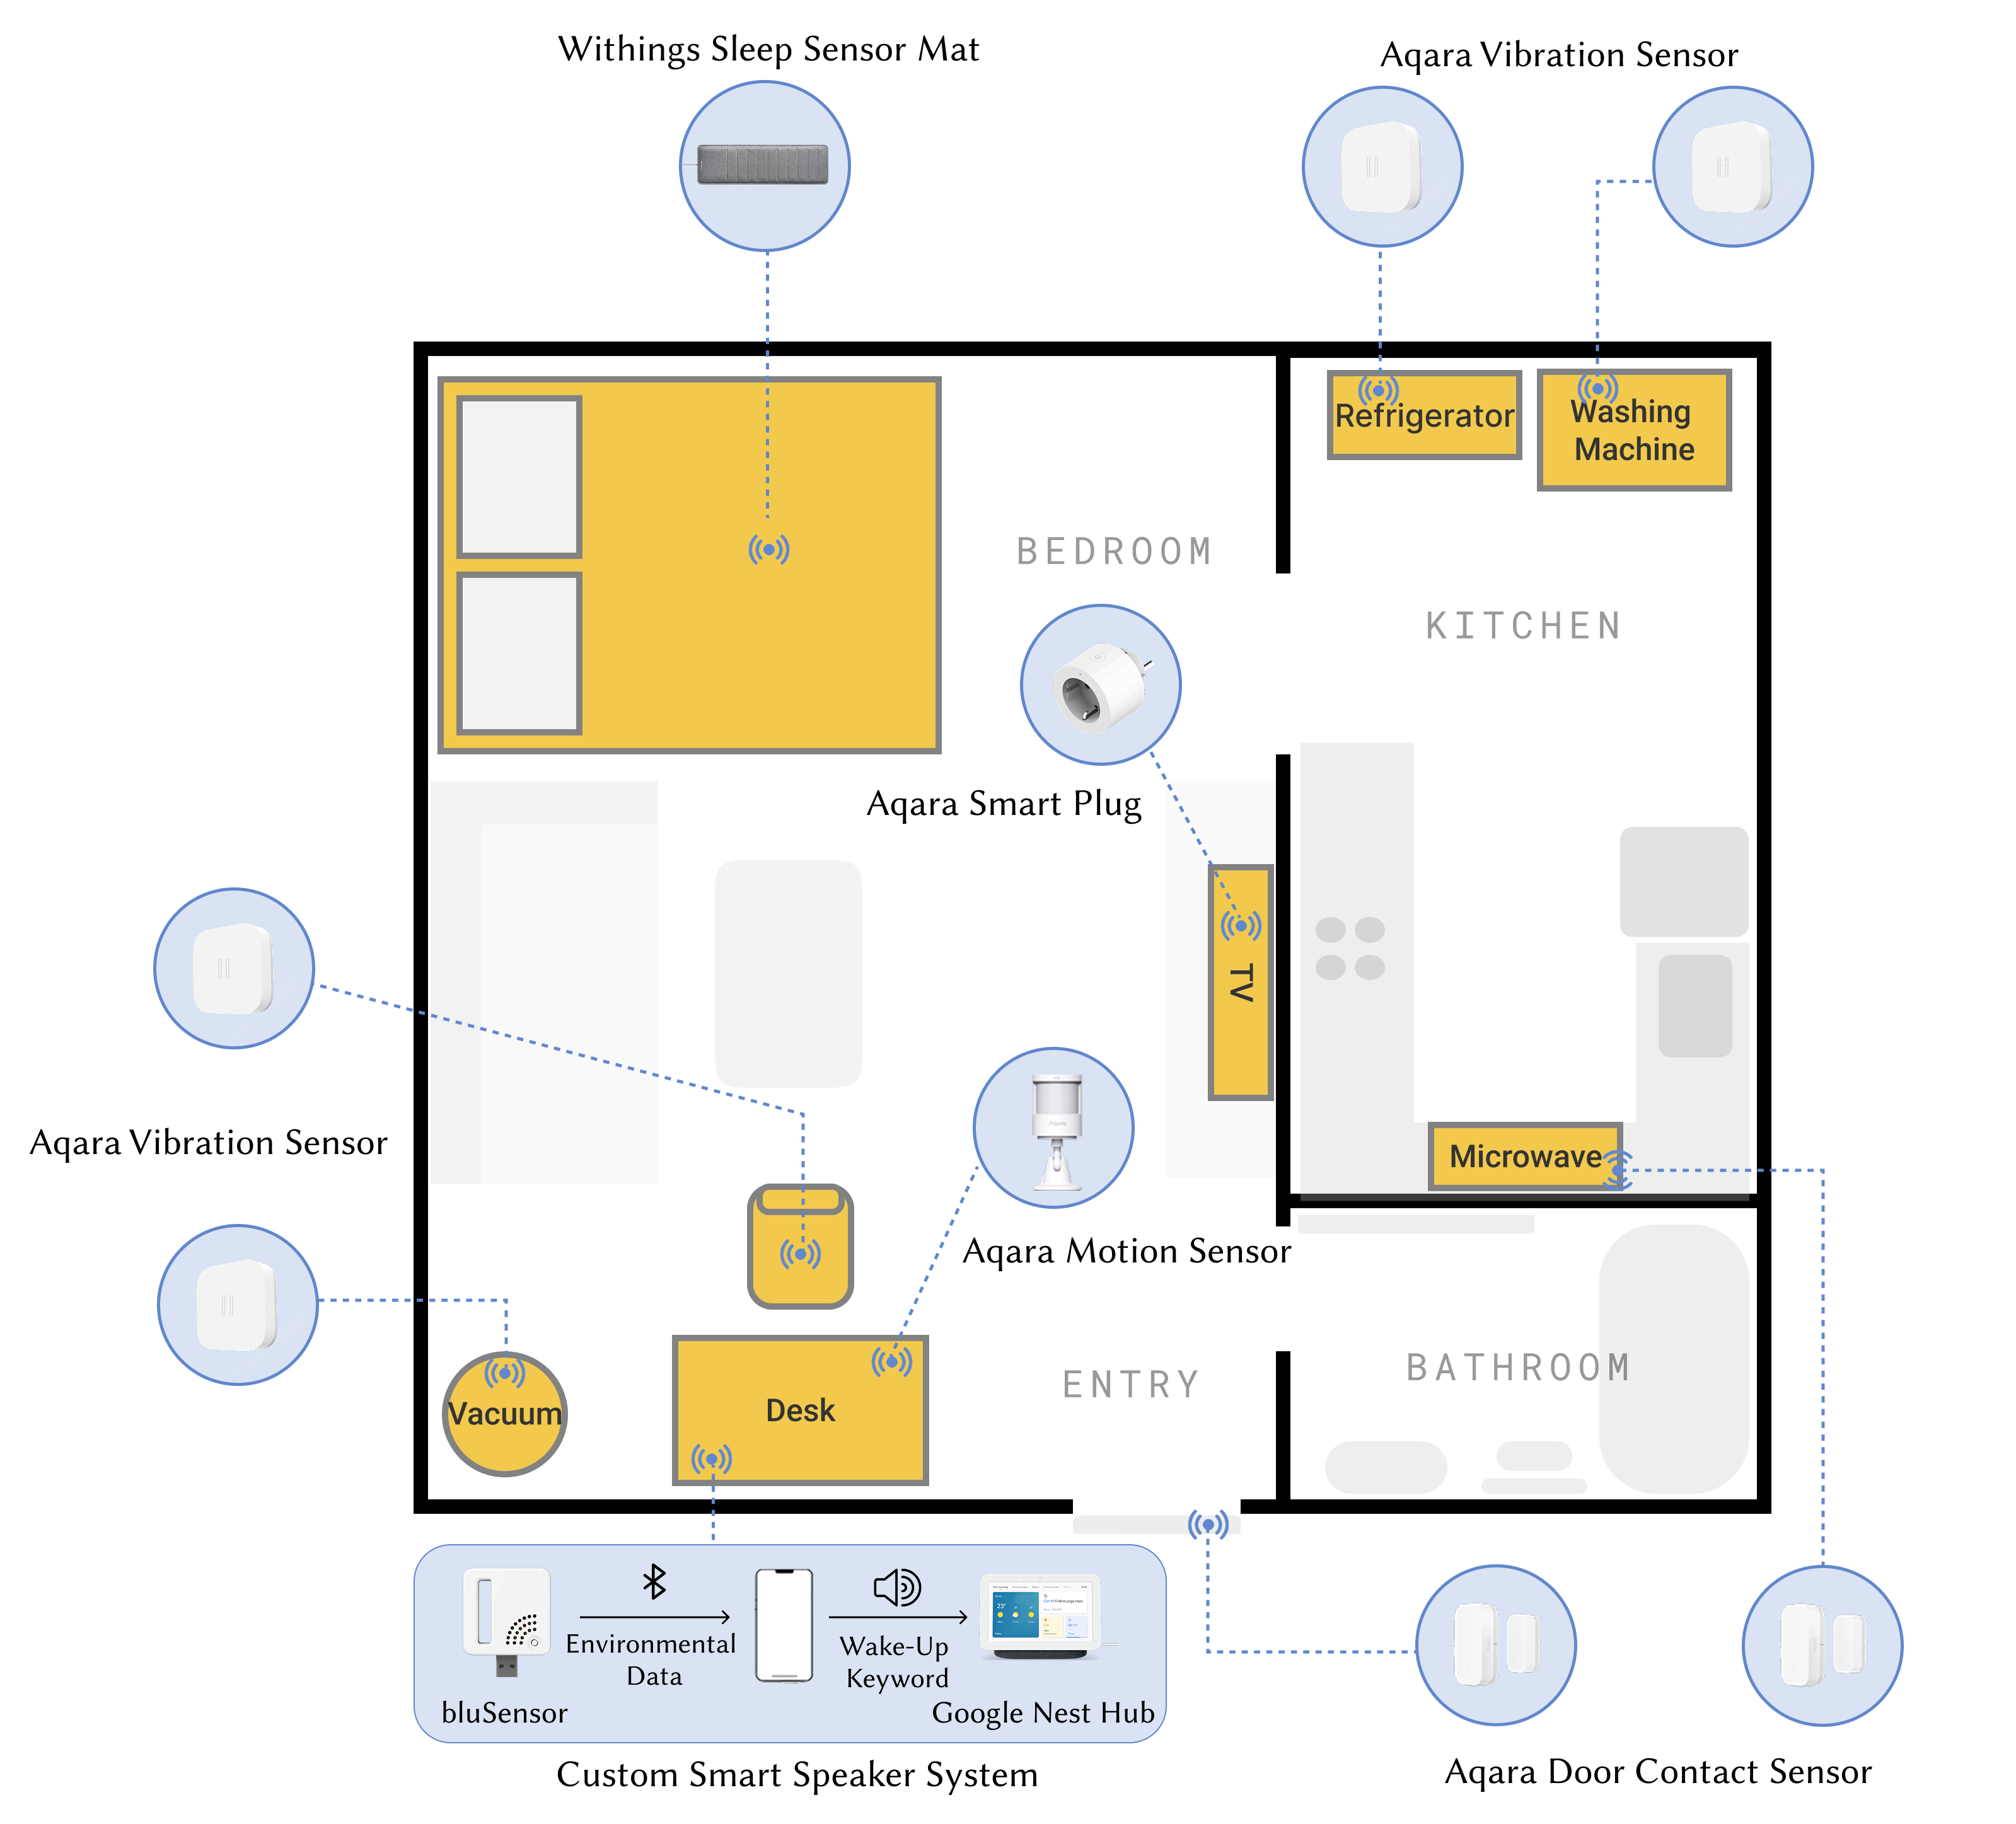 Withings Sleep Sensor Mat
Aqara Vibration Sensor
Refrigerator
Washing
Machine
BEDROOM
KITCHEN
Aqara Smart Plug
TV
Aqara Vibration Sensor
Microwave
Aqara Motion Sensor
BATHROOM
ENTRY
Vacuum
Desk
Environmental
Data
Wake-Up
Keyword
bluSensor
Google Nest Hub
Custom Smart Speaker System
Aqara Door Contact Sensor